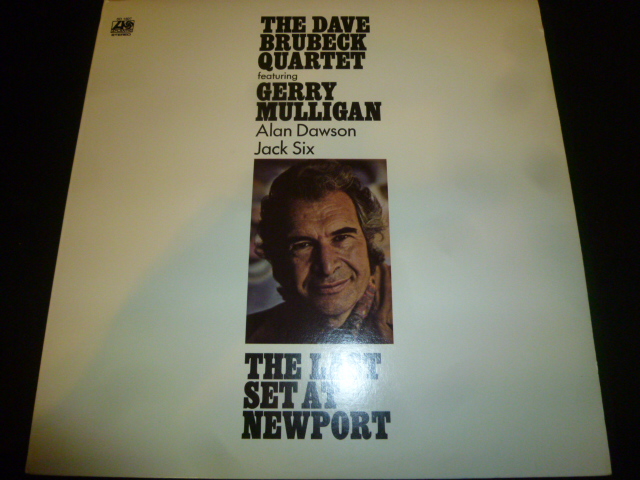 THE DAVE
BRUBECK
QUARTET
featuring
GERRY
MULLIGAN
Alan Dawson
Jack Six
THE LAST
SET AT
NEWPORT